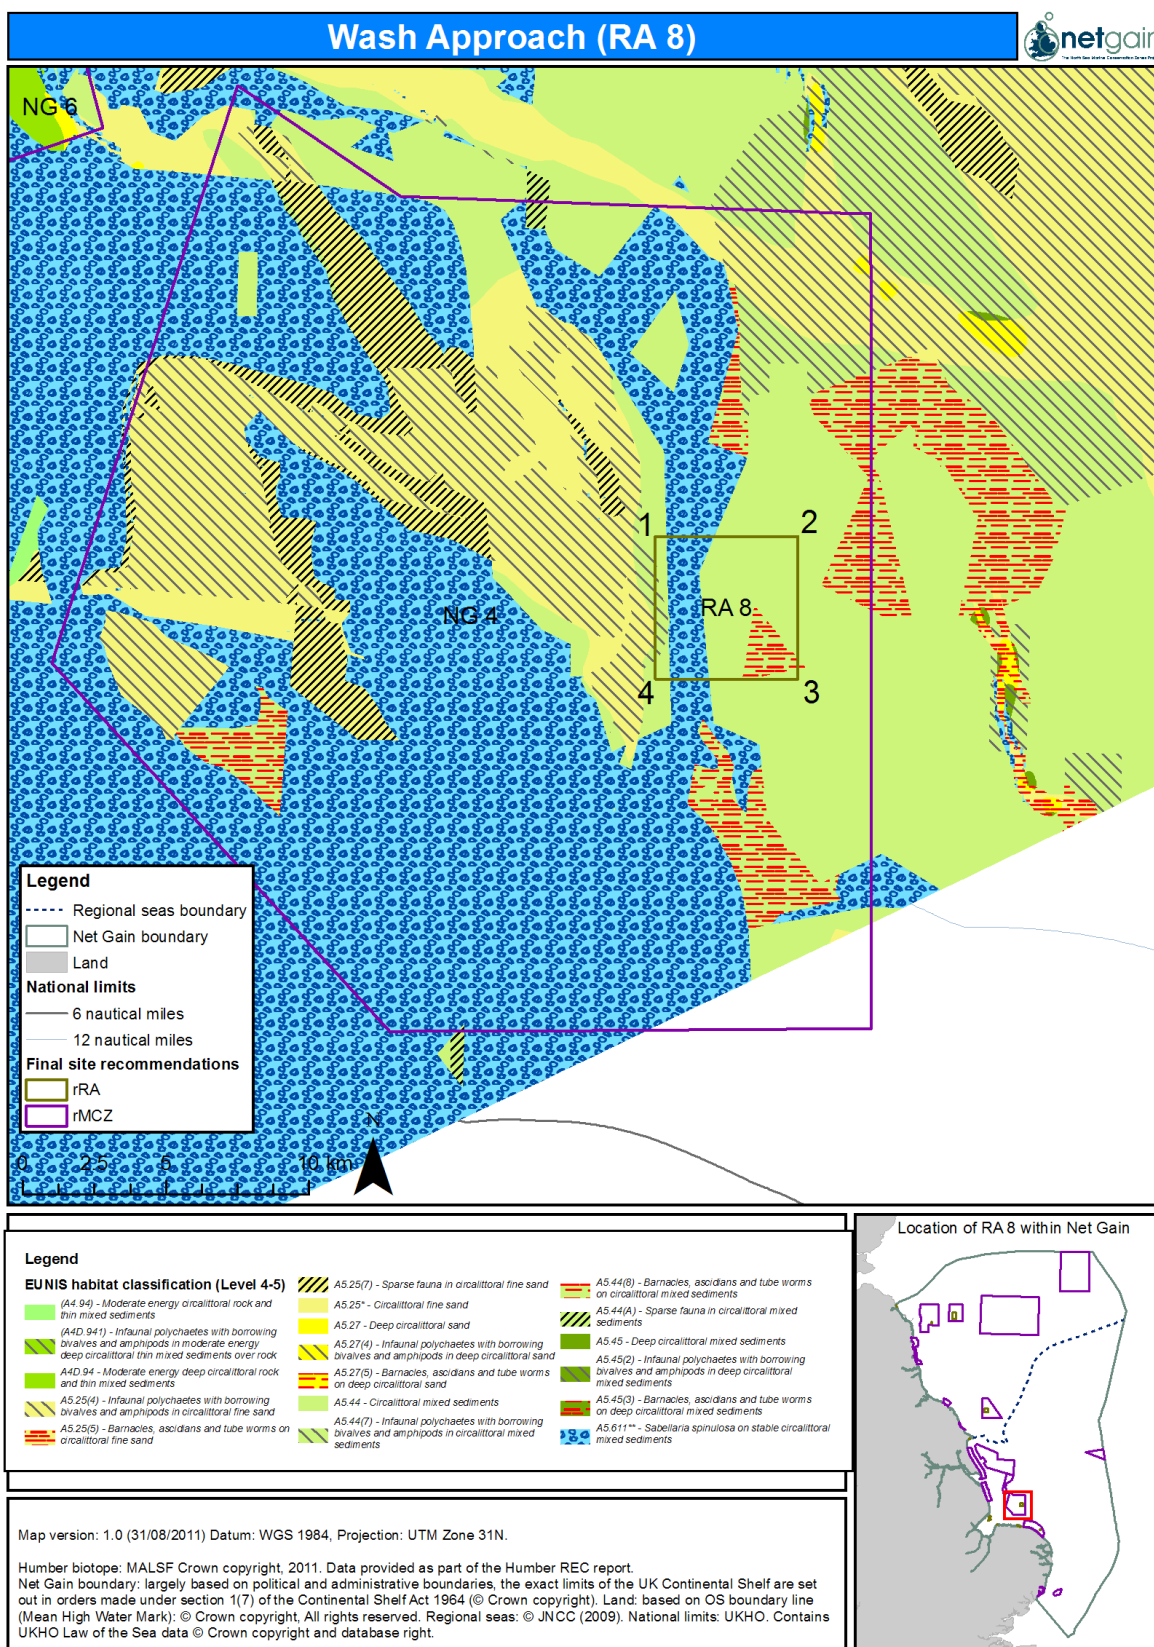 Wash Approach (RA 8)
netgain
The North Sea Marine Conservation Zones Project
NG 6
1
2
RA 8
NG 4
4
3
Legend
Regional seas boundary
Net Gain boundary
Land
National limits
6 nautical miles
12 nautical miles
Final site recommendations
rRA
rMCZ
N
0 2.5 5 10 km
Legend
EUNIS habitat classification (Level 4-5)
(A4.94) - Moderate energy circalittoral rock and
thin mixed sediments
(A4D.941) - Infaunal polychaetes with borrowing
bivalves and amphipods in moderate energy
deep circalittoral thin mixed sediments over rock
A4D.94 - Moderate energy deep circalittoral rock
and thin mixed sediments
A5.25(4) - Infaunal polychaetes with borrowing
bivalves and amphipods in circalittoral fine sand
A5.25(5) - Barnacles, ascidians and tube worms on
circalittoral fine sand
A5.25(7) - Sparse fauna in circalittoral fine sand
A5.25* - Circalittoral fine sand
A5.27 - Deep circalittoral sand
A5.27(4) - Infaunal polychaetes with borrowing
bivalves and amphipods in deep circalittoral sand
A5.27(5) - Barnacles, ascidians and tube worms
on deep circalittoral sand
A5.44 - Circalittoral mixed sediments
A5.44(7) - Infaunal polychaetes with borrowing
bivalves and amphipods in circalittoral mixed
sediments
A5.44(8) - Barnacles, ascidians and tube worms
on circalittoral mixed sediments
A5.44(A) - Sparse fauna in circalittoral mixed
sediments
A5.45 - Deep circalittoral mixed sediments
A5.45(2) - Infaunal polychaetes with borrowing
bivalves and amphipods in deep circalittoral
mixed sediments
A5.45(3) - Barnacles, ascidians and tube worms
on deep circalittoral mixed sediments
A5.611** - Sabellaria spinulosa on stable circalittoral
mixed sediments
Location of RA 8 within Net Gain
Map version: 1.0 (31/08/2011) Datum: WGS 1984, Projection: UTM Zone 31N.
Humber biotope: MALSF Crown copyright, 2011. Data provided as part of the Humber REC report.
Net Gain boundary: largely based on political and administrative boundaries, the exact limits of the UK Continental Shelf are set
out in orders made under section 1(7) of the Continental Shelf Act 1964 (© Crown copyright). Land: based on OS boundary line
(Mean High Water Mark): © Crown copyright, All rights reserved. Regional seas: © JNCC (2009). National limits: UKHO. Contains
UKHO Law of the Sea data © Crown copyright and database right.